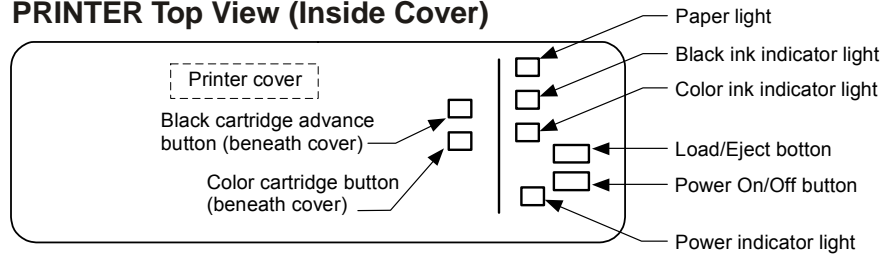 PRINTER Top View (Inside Cover)
Paper light
Black ink indicator light
Color ink indicator light
Printer cover
Black cartridge advance
button (beneath cover)
Color cartridge button
(beneath cover)
Load/Eject botton
Power On/Off button
Power indicator light